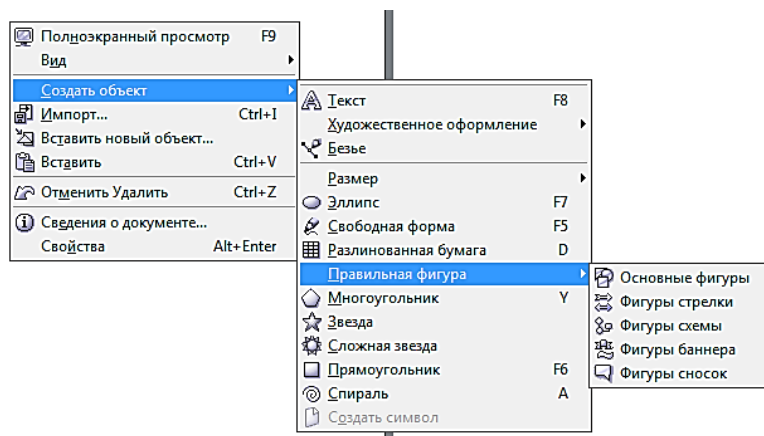 Полноэкранный просмотр F9
Вид
Создать объект
Импорт... Ctrl+I
Вставить новый объект...
Вставить Ctrl+V
Отменить Удалить Ctrl+Z
Сведения о документе...
Свойства Alt+Enter
Текст F8
Художественное оформление
Безье
Размер
Эллипс F7
Свободная форма F5
Разлинованная бумага D
Правильная фигура
Многоугольник Y
Звезда
Сложная звезда
Прямоугольник F6
Спираль A
Создать символ
Основные фигуры
Фигуры стрелки
Фигуры схемы
Фигуры баннера
Фигуры сносок